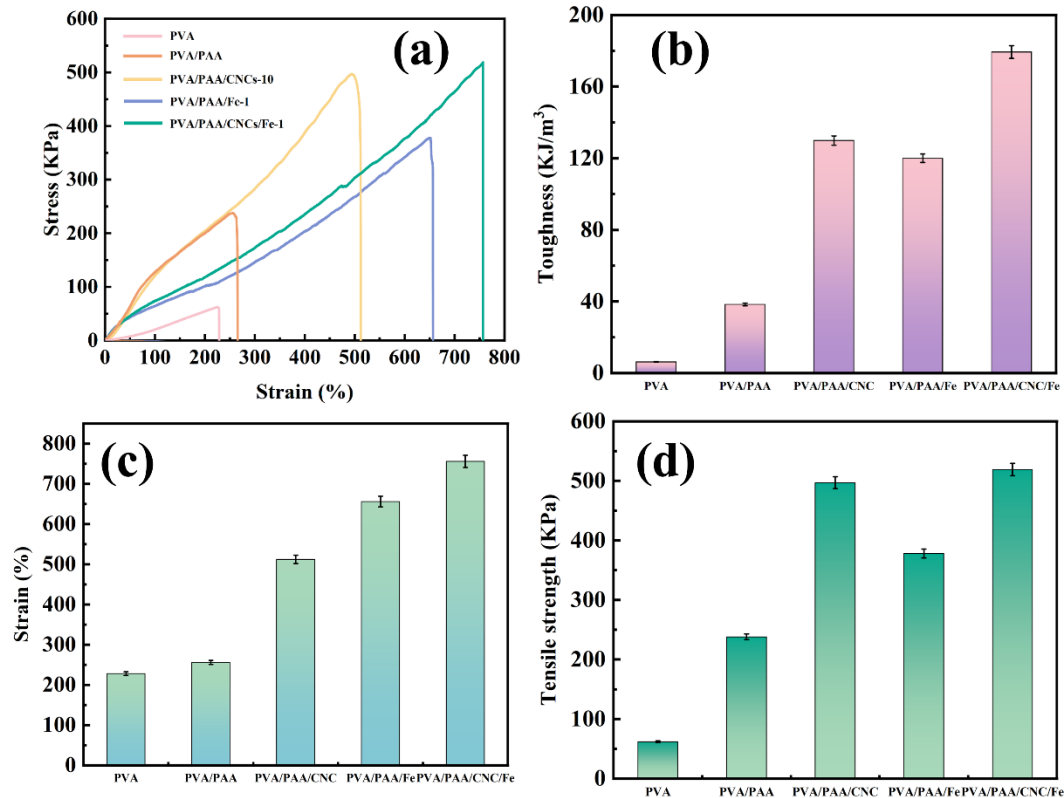 (a)
Stress (KPa)
600
500
400
300
200
100
0
PVA
PVA/PAA
PVA/PAA/CNCs-10
PVA/PAA/Fe-1
PVA/PAA/CNCs/Fe-1
0 100 200 300 400 500 600 700 800
Strain (%)
(b)
Toughness (KJ/m³)
200
160
120
80
40
0
PVA PVA/PAA PVA/PAA/CNC PVA/PAA/Fe PVA/PAA/CNC/Fe
(c)
Strain (%)
800
700
600
500
400
300
200
100
0
PVA PVA/PAA PVA/PAA/CNC PVA/PAA/Fe PVA/PAA/CNC/Fe
(d)
Tensile strength (KPa)
600
500
400
300
200
100
0
PVA PVA/PAA PVA/PAA/CNC PVA/PAA/Fe PVA/PAA/CNC/Fe